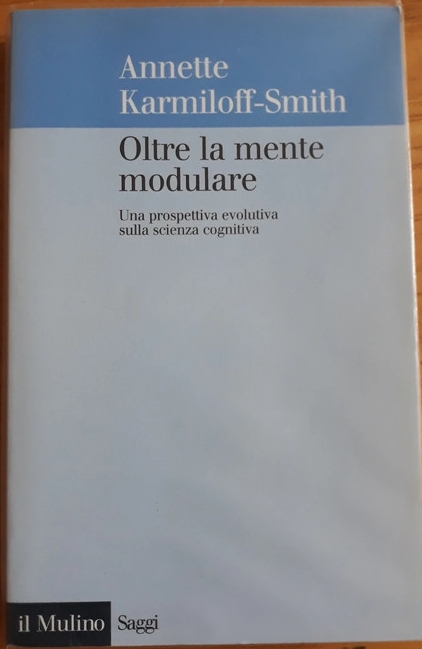 Annette
Karmiloff-Smith
Oltre la mente
modulare
Una prospettiva evolutiva
sulla scienza cognitiva
il Mulino Saggi